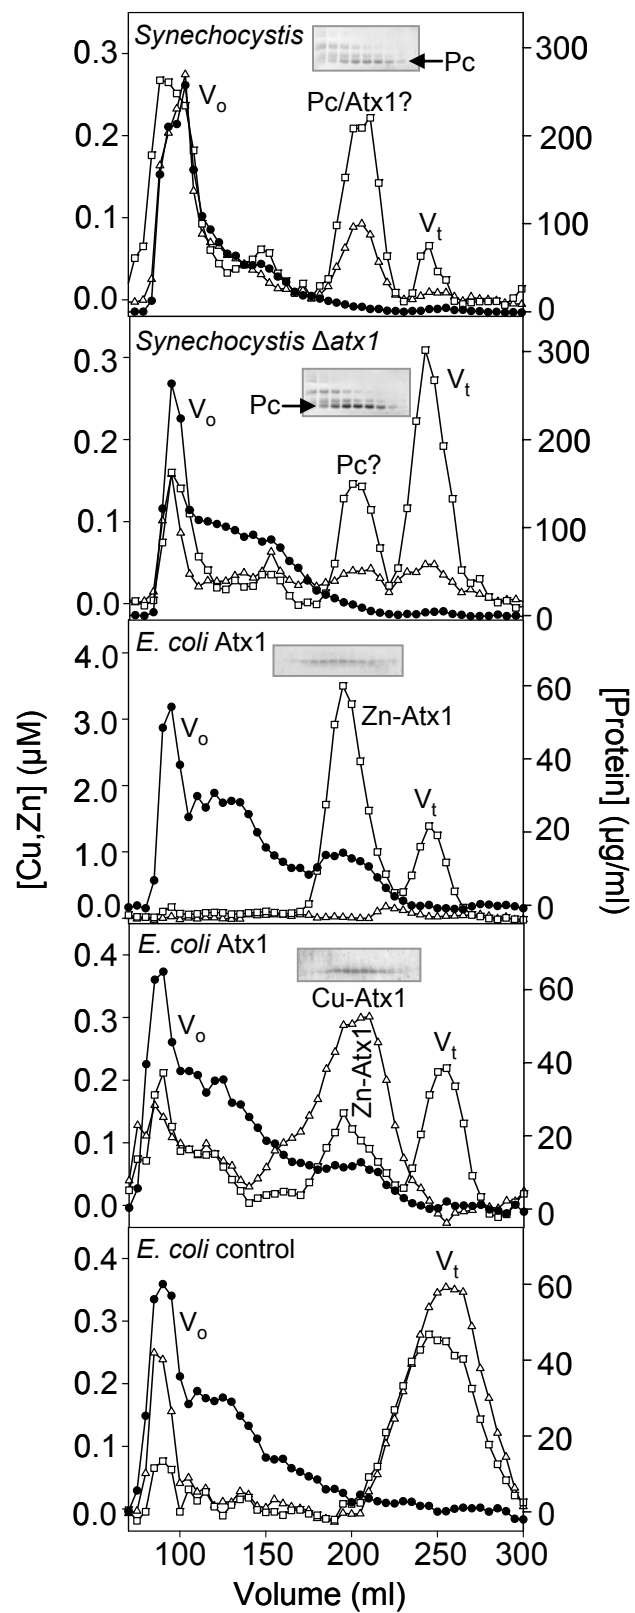 Synechocystis
0.3
0.2
0.1
0.0
300
200
100
0
Pc
Vo
Pc/Atx1?
Vt
Synechocystis Δatx1
0.3
0.2
0.1
0.0
300
200
100
0
Pc
Vo
Pc?
Vt
E. coli Atx1
4.0
3.0
2.0
1.0
0.0
60
40
20
0
Vo
Zn-Atx1
Vt
[Cu,Zn] (µM)
[Protein] (µg/ml)
E. coli Atx1
0.4
0.3
0.2
0.1
0.0
60
40
20
0
Vo
Cu-Atx1
Zn-Atx1
Vt
E. coli control
0.4
0.3
0.2
0.1
0.0
60
40
20
0
Vo
Vt
100 150 200 250 300
Volume (ml)